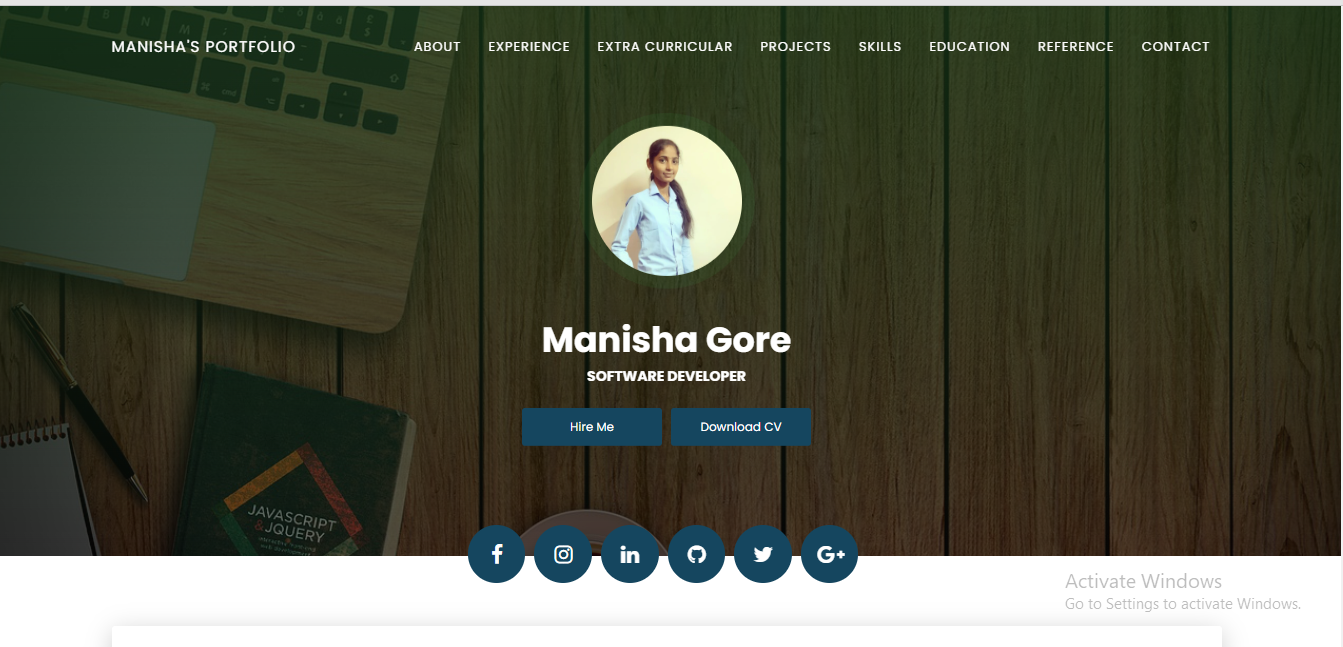 MANISHA'S PORTFOLIO
ABOUT EXPERIENCE EXTRA CURRICULAR PROJECTS SKILLS EDUCATION REFERENCE CONTACT
Manisha Gore
SOFTWARE DEVELOPER
Hire Me
Download CV
JAVASCRIPT
&JQUERY
Activate Windows
Go to Settings to activate Windows.